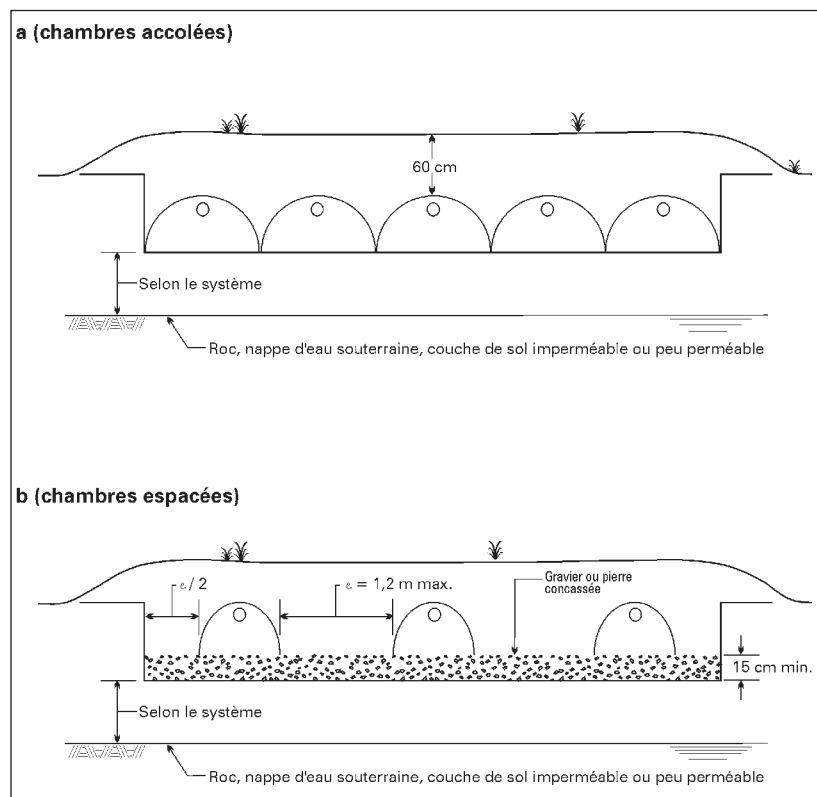 a (chambres accolées)
60 cm
Selon le système
Roc, nappe d'eau souterraine, couche de sol imperméable ou peu perméable
b (chambres espacées)
e / 2
e = 1,2 m max.
Gravier ou pierre
concassée
15 cm min.
Selon le système
Roc, nappe d'eau souterraine, couche de sol imperméable ou peu perméable